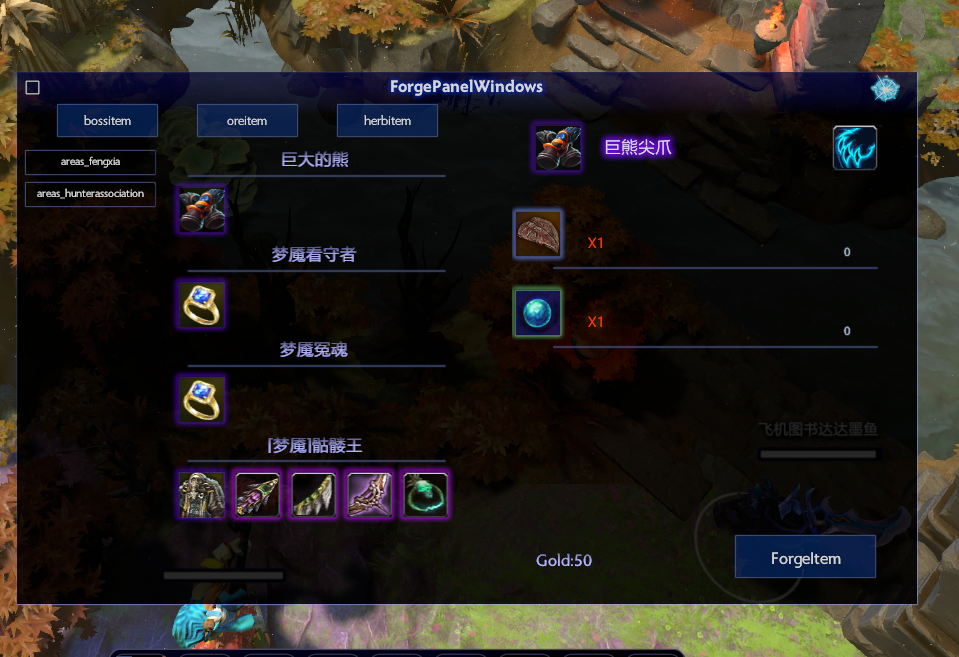 ForgePanelWindows
bossitem
oreitem
herbitem
areas_fengxia
areas_hunterassociation
巨大的熊
梦魇看守者
梦魇冤魂
[梦魇]骷髅王
巨熊尖爪
X1
0
X1
0
飞机图书达达墨鱼
Gold:50
ForgeItem